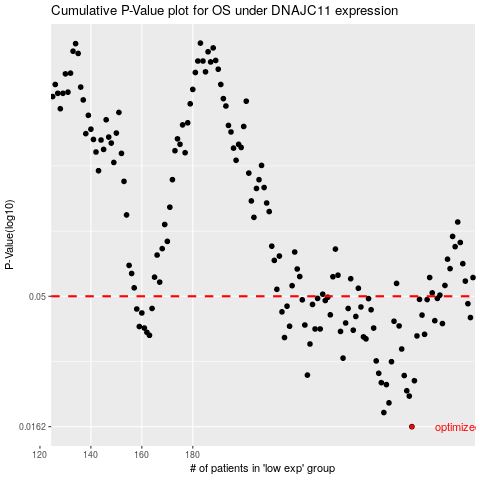 Cumulative P-Value plot for OS under DNAJC11 expression
P-Value(log10)
0.05
0.0162
optimize
120 140 160 180
# of patients in 'low exp' group